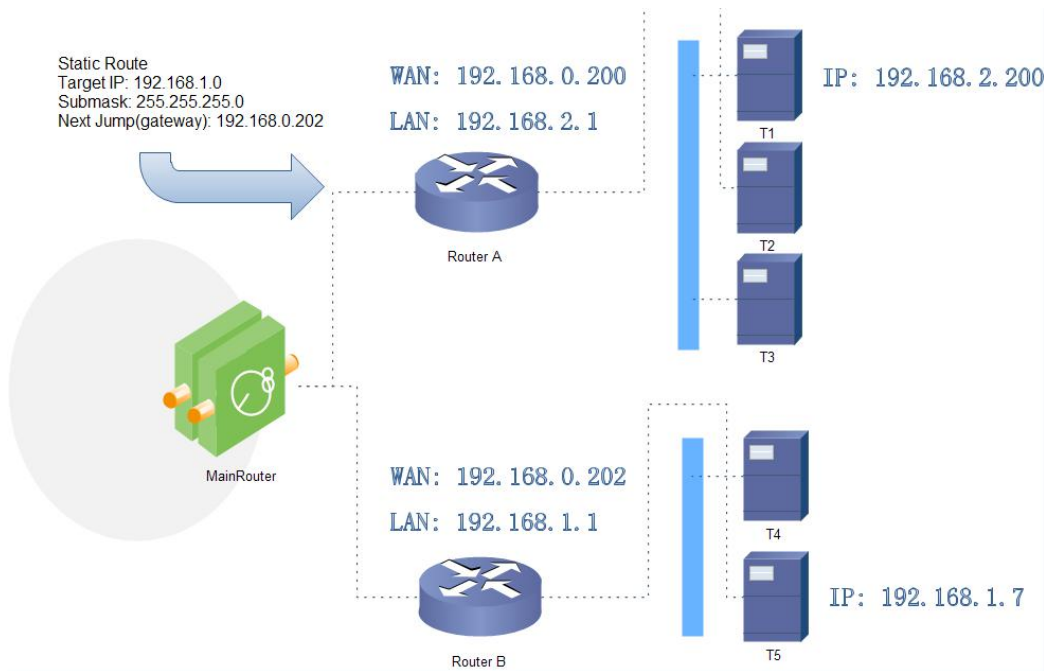 Static Route
Target IP: 192.168.1.0
Submask: 255.255.255.0
Next Jump(gateway): 192.168.0.202
WAN: 192.168.0.200
LAN: 192.168.2.1
Router A
IP: 192.168.2.200
T1
T2
T3
MainRouter
WAN: 192.168.0.202
LAN: 192.168.1.1
Router B
T4
IP: 192.168.1.7
T5